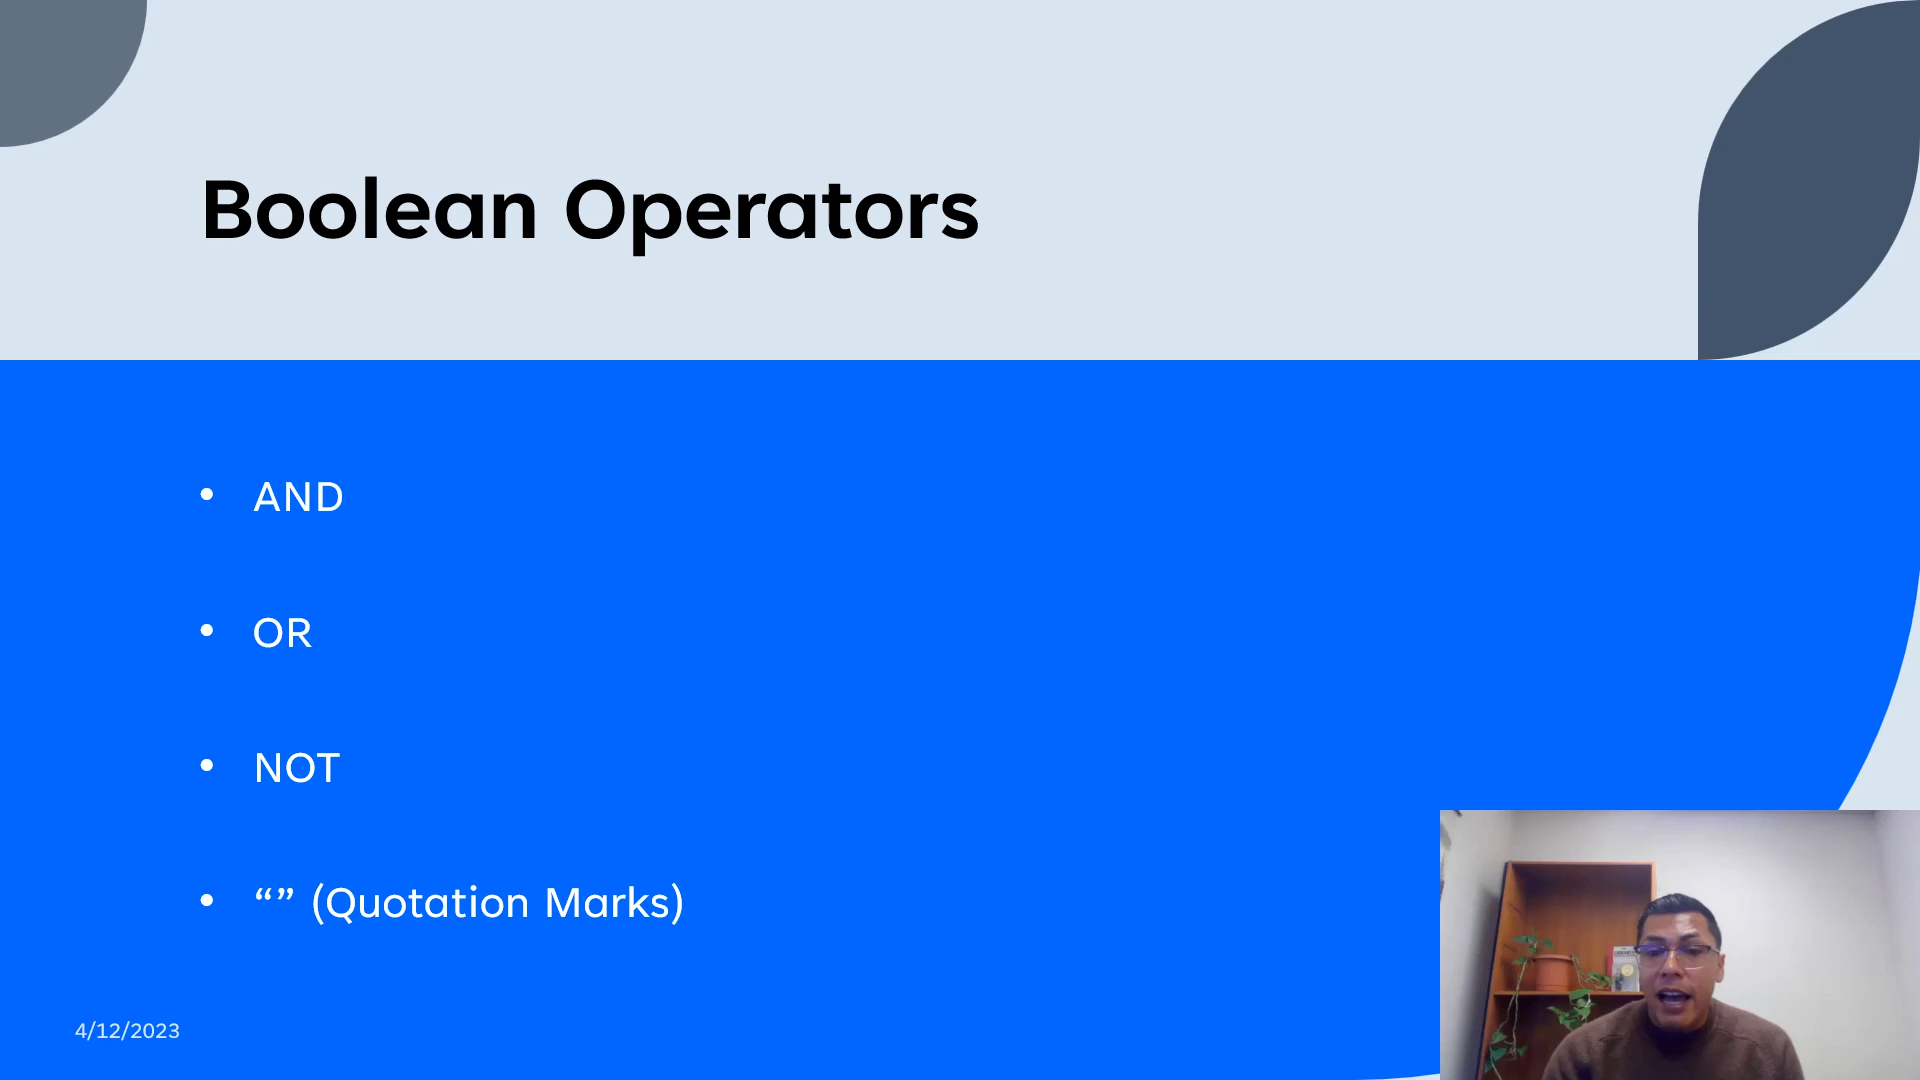 Boolean Operators
• AND
• OR
• NOT
• “” (Quotation Marks)
4/12/2023